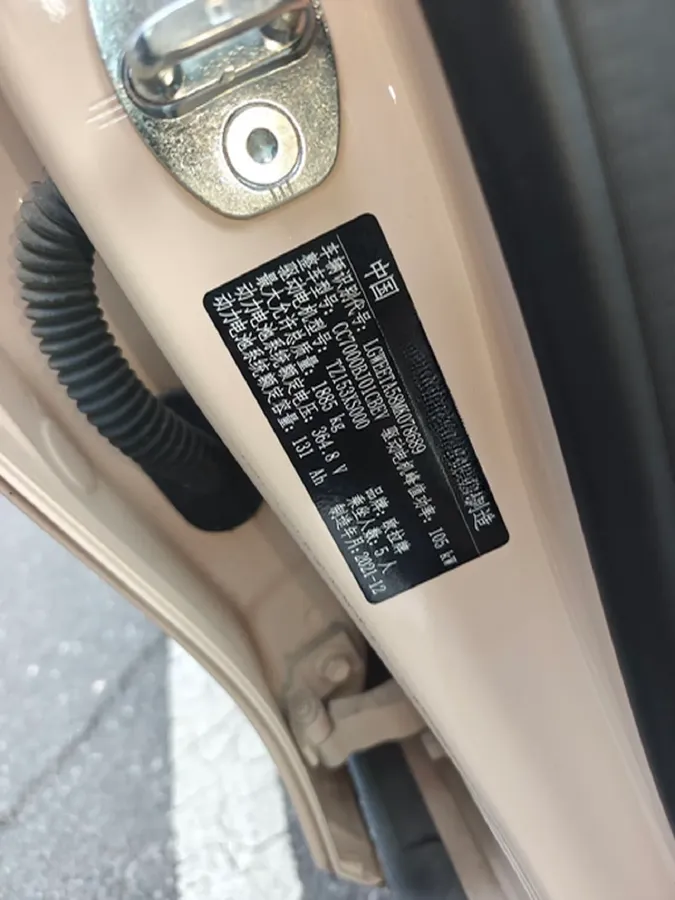 中国 制造
车辆识别代号: 
整车型号: CC7000BJ01CBEV 驱动电机峰值功率: 105 kW
驱动电机型号: TZ153XS000
最大允许总质量: 1885 kg 品牌: 欧拉牌
动力电池系统额定电压: 364.8 V 乘坐人数: 5 人
动力电池系统额定容量: 131 Ah 制造年月: 2021-12